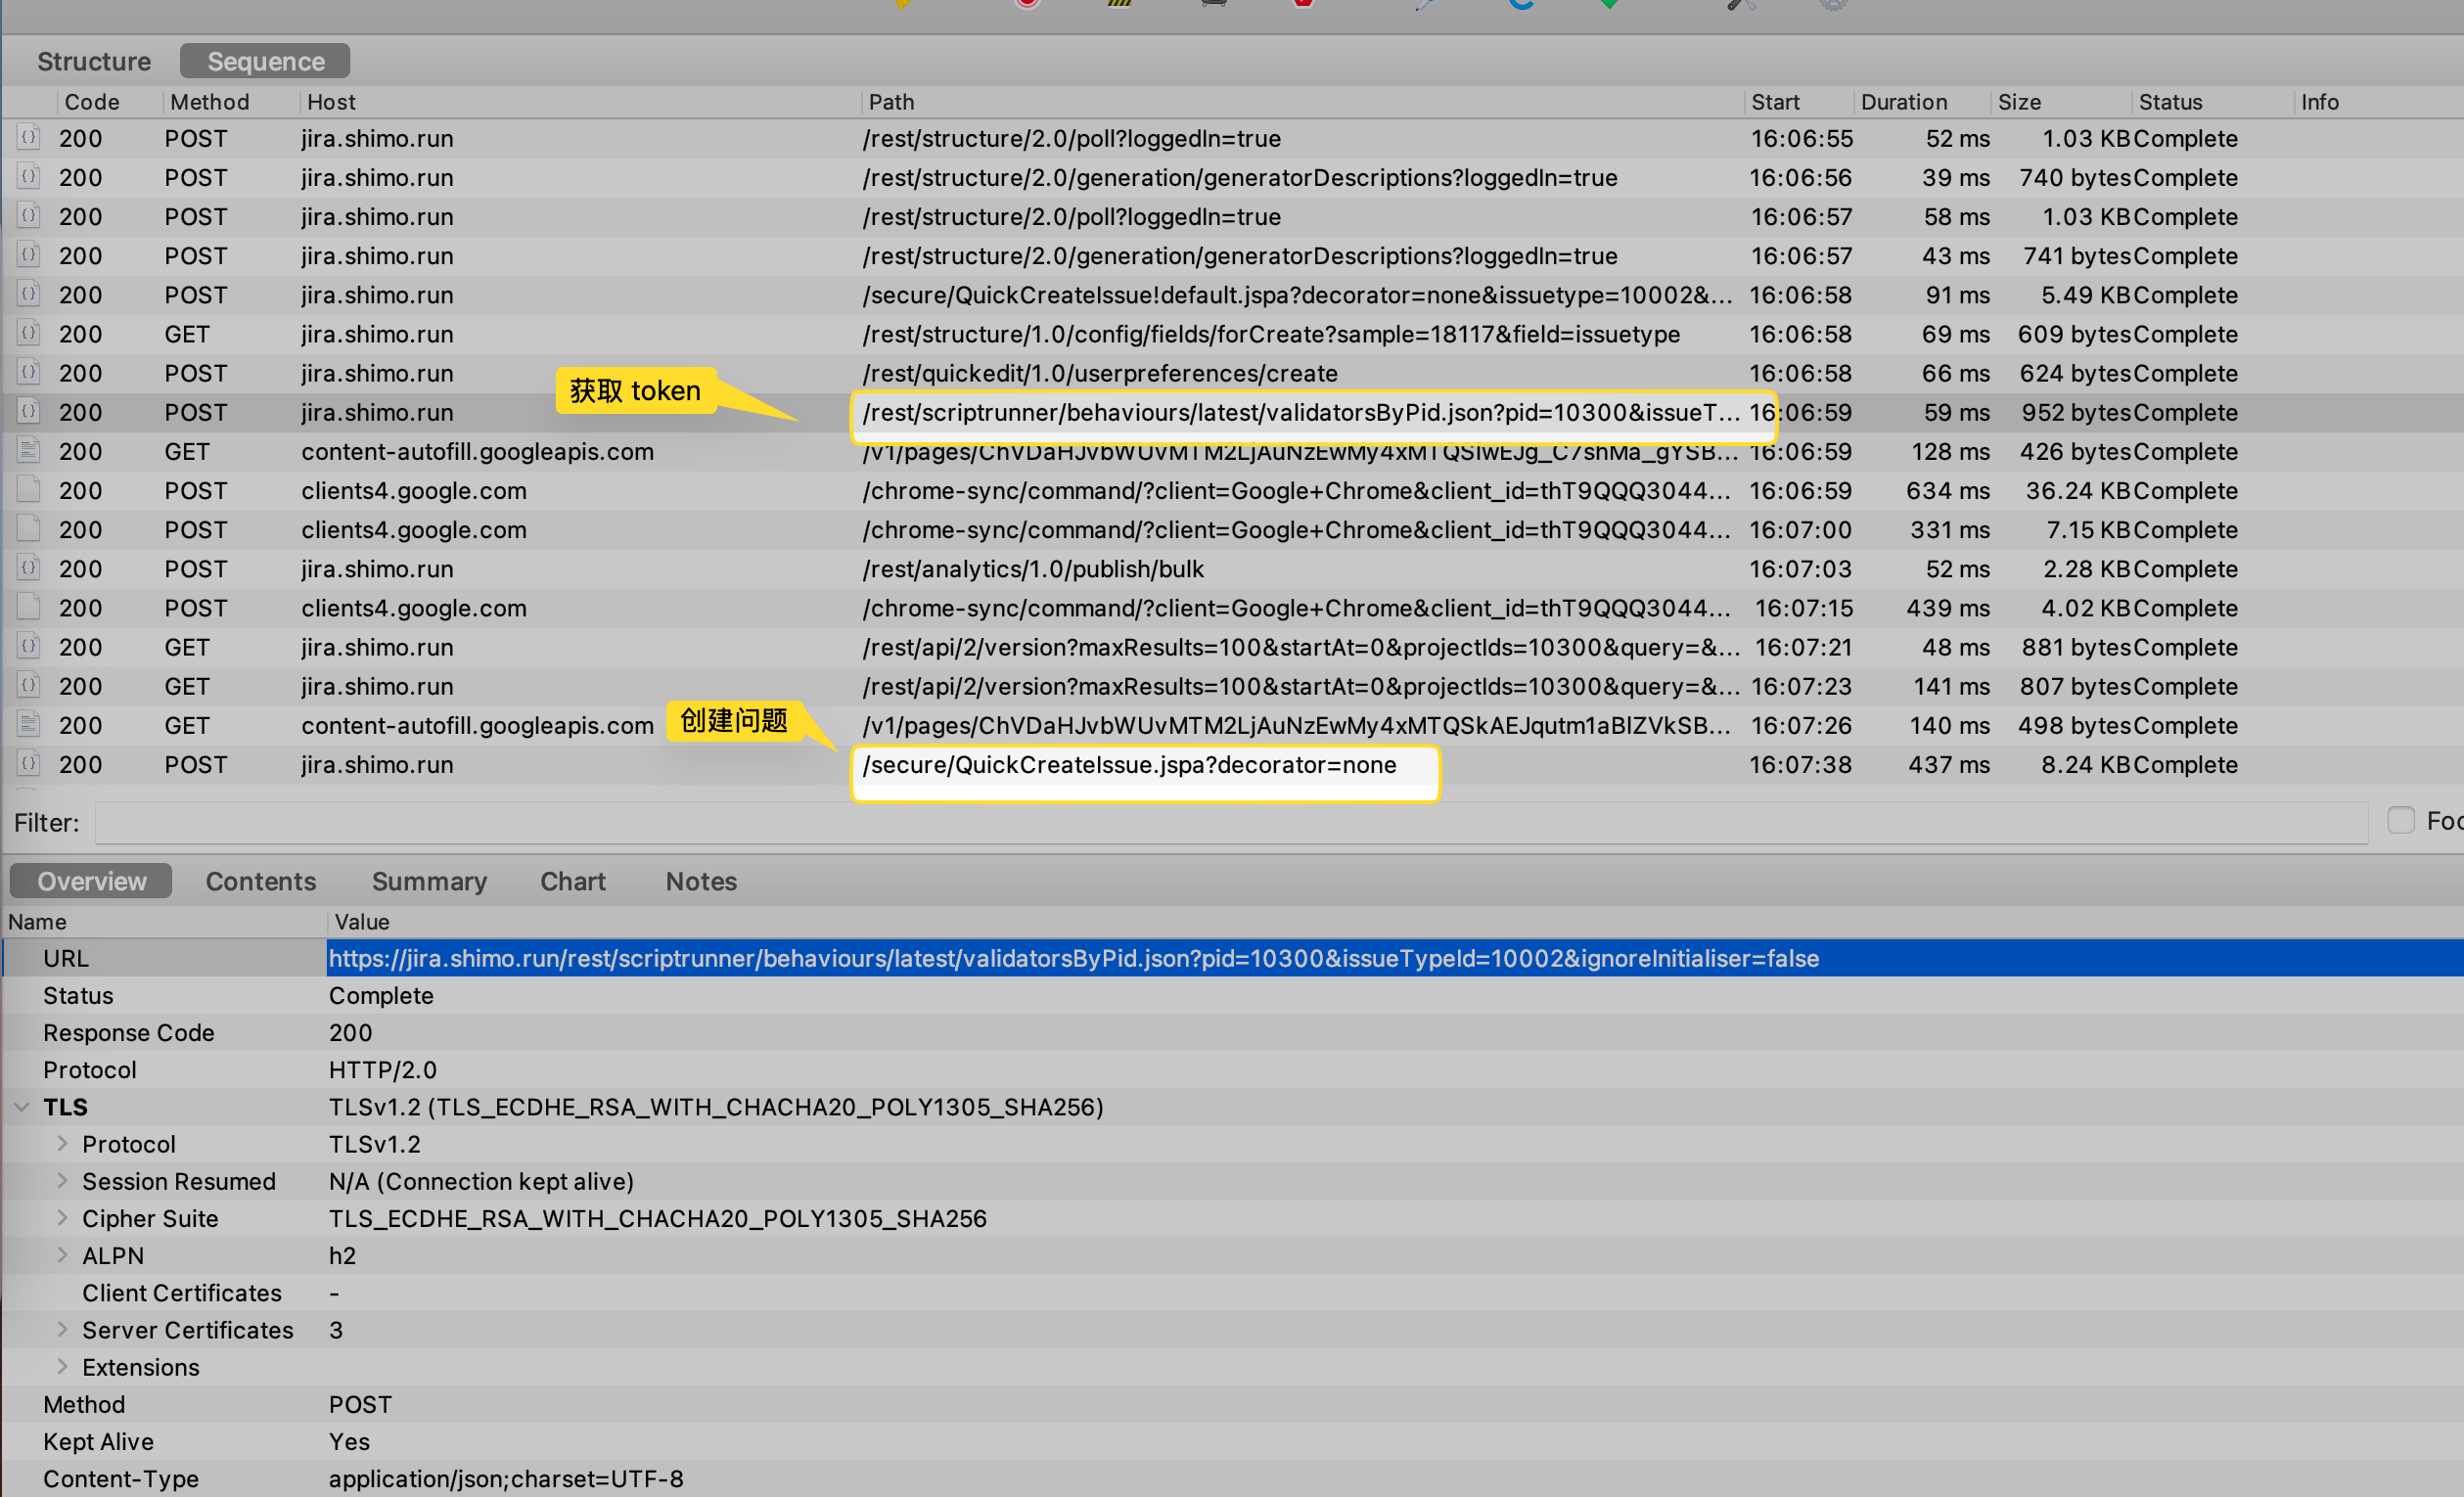 Structure Sequence
Code Method Host Path Start Duration Size Status Info
200 POST jira.shimo.run /rest/structure/2.0/poll?loggedIn=true 16:06:55 52 ms 1.03 KB Complete
200 POST jira.shimo.run /rest/structure/2.0/generation/generatorDescriptions?loggedIn=true 16:06:56 39 ms 740 bytes Complete
200 POST jira.shimo.run /rest/structure/2.0/poll?loggedIn=true 16:06:57 58 ms 1.03 KB Complete
200 POST jira.shimo.run /rest/structure/2.0/generation/generatorDescriptions?loggedIn=true 16:06:57 43 ms 741 bytes Complete
200 POST jira.shimo.run /secure/QuickCreateIssue!default.jspa?decorator=none&issuetype=10002&... 16:06:58 91 ms 5.49 KB Complete
200 GET jira.shimo.run /rest/structure/1.0/config/fields/forCreate?sample=18117&field=issuetype 16:06:58 69 ms 609 bytes Complete
200 POST jira.shimo.run /rest/quickedit/1.0/userpreferences/create 16:06:58 66 ms 624 bytes Complete
获取 token
200 POST jira.shimo.run /rest/scriptrunner/behaviours/latest/validatorsByPid.json?pid=10300&issueT... 16:06:59 59 ms 952 bytes Complete
200 GET content-autofill.googleapis.com /v1/pages/ChVDaHJvbWUvMTM2LjAuNzEwMy4xMTQSIwEJg_C7shMa_gYSB... 16:06:59 128 ms 426 bytes Complete
200 POST clients4.google.com /chrome-sync/command/?client=Google+Chrome&client_id=thT9QQQ3044... 16:06:59 634 ms 36.24 KB Complete
200 POST clients4.google.com /chrome-sync/command/?client=Google+Chrome&client_id=thT9QQQ3044... 16:07:00 331 ms 7.15 KB Complete
200 POST jira.shimo.run /rest/analytics/1.0/publish/bulk 16:07:03 52 ms 2.28 KB Complete
200 POST clients4.google.com /chrome-sync/command/?client=Google+Chrome&client_id=thT9QQQ3044... 16:07:15 439 ms 4.02 KB Complete
200 GET jira.shimo.run /rest/api/2/version?maxResults=100&startAt=0&projectIds=10300&query=&... 16:07:21 48 ms 881 bytes Complete
200 GET jira.shimo.run /rest/api/2/version?maxResults=100&startAt=0&projectIds=10300&query=&... 16:07:23 141 ms 807 bytes Complete
200 GET content-autofill.googleapis.com /v1/pages/ChVDaHJvbWUvMTM2LjAuNzEwMy4xMTQSkAEJqutm1aBlZVkSB... 16:07:26 140 ms 498 bytes Complete
创建问题
200 POST jira.shimo.run /secure/QuickCreateIssue.jspa?decorator=none 16:07:38 437 ms 8.24 KB Complete
Filter: Foc
Overview Contents Summary Chart Notes
Name Value
URL https://jira.shimo.run/rest/scriptrunner/behaviours/latest/validatorsByPid.json?pid=10300&issueTypeId=10002&ignoreInitialiser=false
Status Complete
Response Code 200
Protocol HTTP/2.0
TLS TLSv1.2 (TLS_ECDHE_RSA_WITH_CHACHA20_POLY1305_SHA256)
Protocol TLSv1.2
Session Resumed N/A (Connection kept alive)
Cipher Suite TLS_ECDHE_RSA_WITH_CHACHA20_POLY1305_SHA256
ALPN h2
Client Certificates -
Server Certificates 3
Extensions
Method POST
Kept Alive Yes
Content-Type application/json;charset=UTF-8